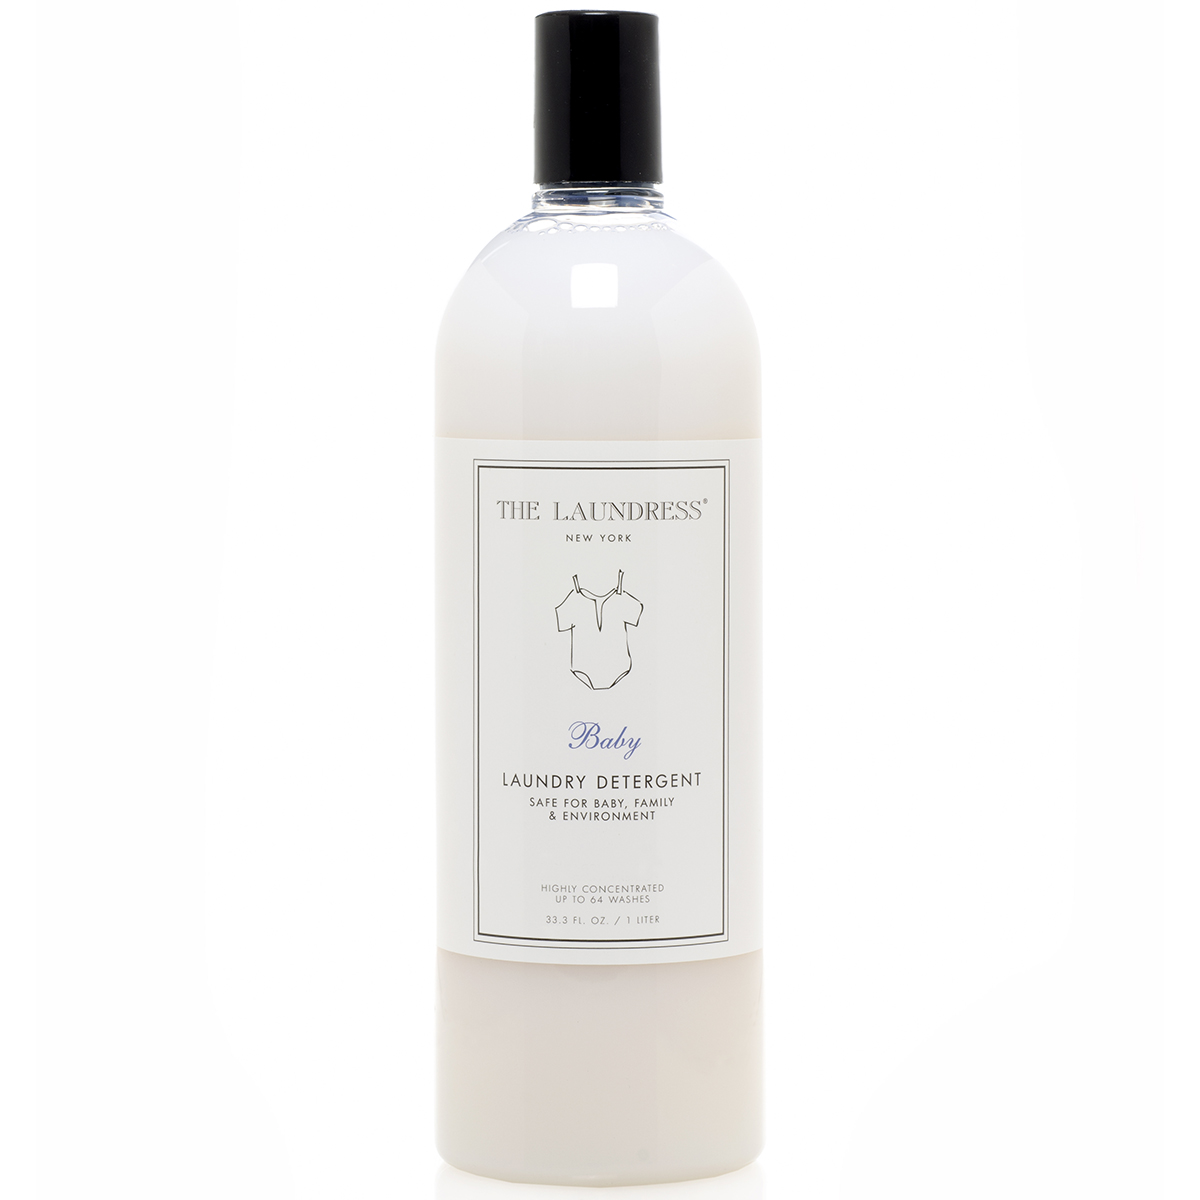 THE LAUNDRESS®
NEW YORK
Baby
LAUNDRY DETERGENT
SAFE FOR BABY, FAMILY
& ENVIRONMENT
HIGHLY CONCENTRATED
UP TO 64 WASHES
33.3 FL. OZ. / 1 LITER